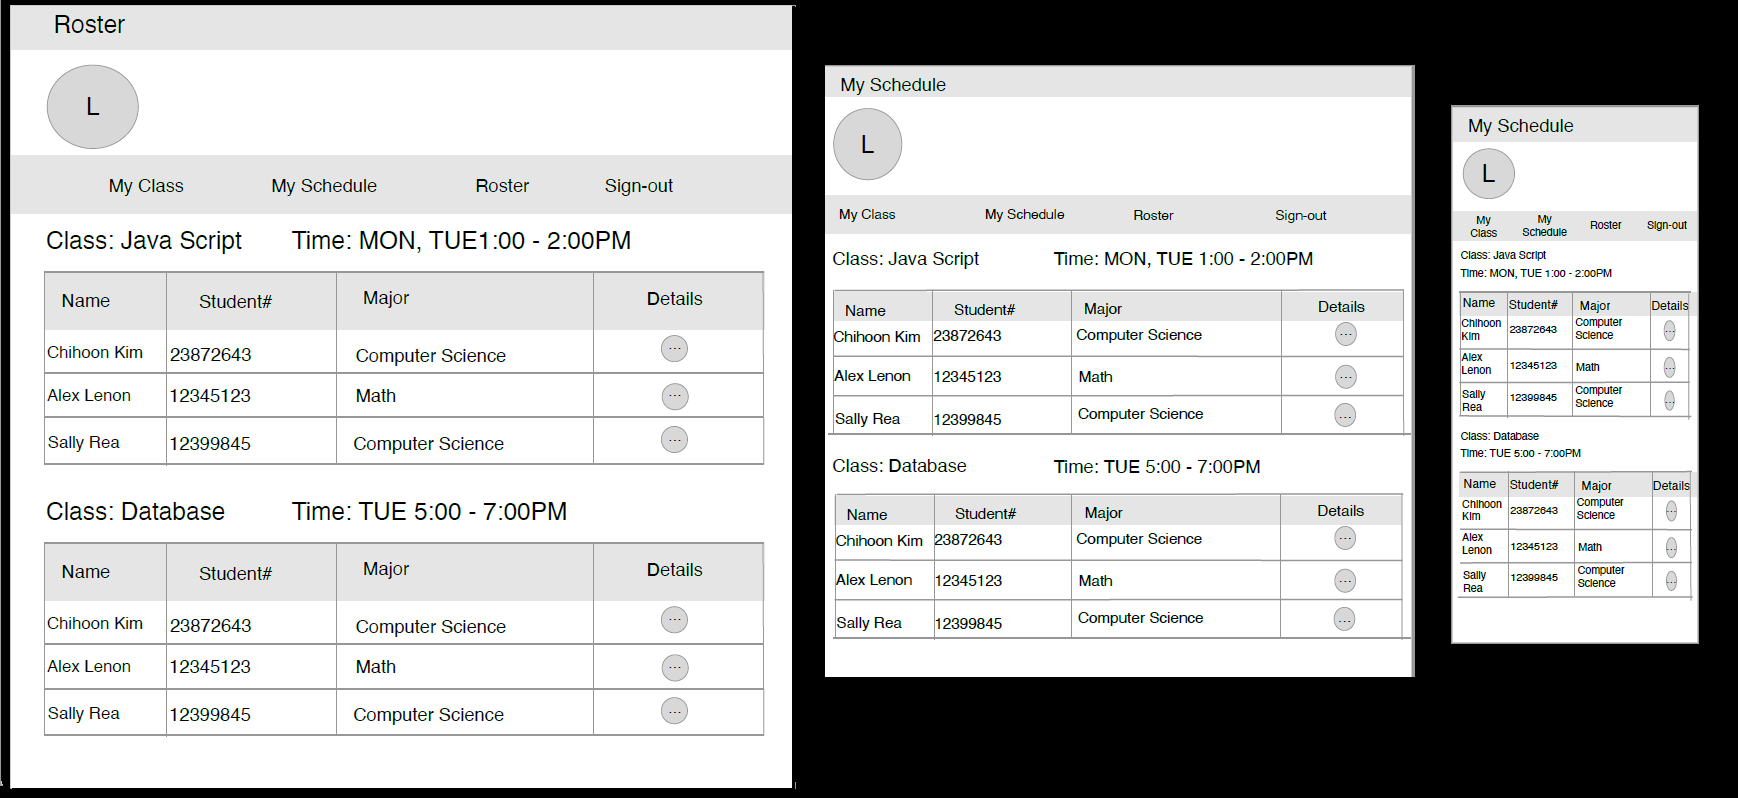 Roster
L
My Class My Schedule Roster Sign-out
Class: Java Script Time: MON, TUE1:00 - 2:00PM
Name Student# Major Details
Chihoon Kim 23872643 Computer Science ...
Alex Lenon 12345123 Math ...
Sally Rea 12399845 Computer Science ...
Class: Database Time: TUE 5:00 - 7:00PM
Name Student# Major Details
Chihoon Kim 23872643 Computer Science ...
Alex Lenon 12345123 Math ...
Sally Rea 12399845 Computer Science ...
My Schedule
L
My Class My Schedule Roster Sign-out
Class: Java Script Time: MON, TUE 1:00 - 2:00PM
Name Student# Major Details
Chihoon Kim 23872643 Computer Science ...
Alex Lenon 12345123 Math ...
Sally Rea 12399845 Computer Science ...
Class: Database Time: TUE 5:00 - 7:00PM
Name Student# Major Details
Chihoon Kim 23872643 Computer Science ...
Alex Lenon 12345123 Math ...
Sally Rea 12399845 Computer Science ...
My Schedule
L
My Class My Schedule Roster Sign-out
Class: Java Script
Time: MON, TUE 1:00 - 2:00PM
Name Student# Major Details
Chihoon Kim 23872643 Computer Science ...
Alex Lenon 12345123 Math ...
Sally Rea 12399845 Computer Science ...
Class: Database
Time: TUE 5:00 - 7:00PM
Name Student# Major Details
Chihoon Kim 23872643 Computer Science ...
Alex Lenon 12345123 Math ...
Sally Rea 12399845 Computer Science ...